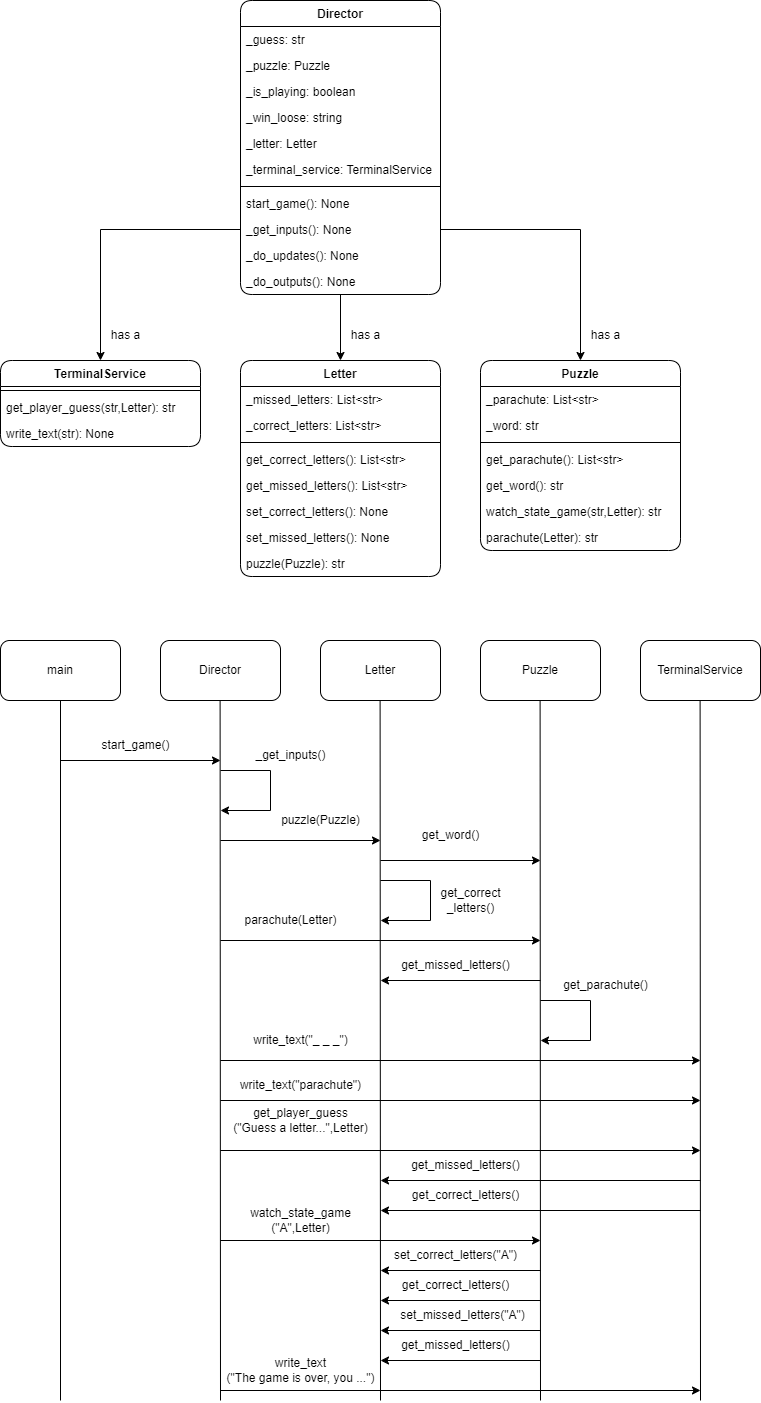 Director
_guess: str
_puzzle: Puzzle
_is_playing: boolean
_win_loose: string
_letter: Letter
_terminal_service: TerminalService
start_game(): None
_get_inputs(): None
_do_updates(): None
_do_outputs(): None
has a
has a
has a
TerminalService
get_player_guess(str,Letter): str
write_text(str): None
Letter
_missed_letters: List<str>
_correct_letters: List<str>
get_correct_letters(): List<str>
get_missed_letters(): List<str>
set_correct_letters(): None
set_missed_letters(): None
puzzle(Puzzle): str
Puzzle
_parachute: List<str>
_word: str
get_parachute(): List<str>
get_word(): str
watch_state_game(str,Letter): str
parachute(Letter): str
main
Director
Letter
Puzzle
TerminalService
start_game()
_get_inputs()
puzzle(Puzzle)
get_word()
get_correct
_letters()
parachute(Letter)
get_missed_letters()
get_parachute()
write_text("_ _ _")
write_text("parachute")
get_player_guess
("Guess a letter...",Letter)
get_missed_letters()
get_correct_letters()
watch_state_game
("A",Letter)
set_correct_letters("A")
get_correct_letters()
set_missed_letters("A")
get_missed_letters()
write_text
("The game is over, you ...")